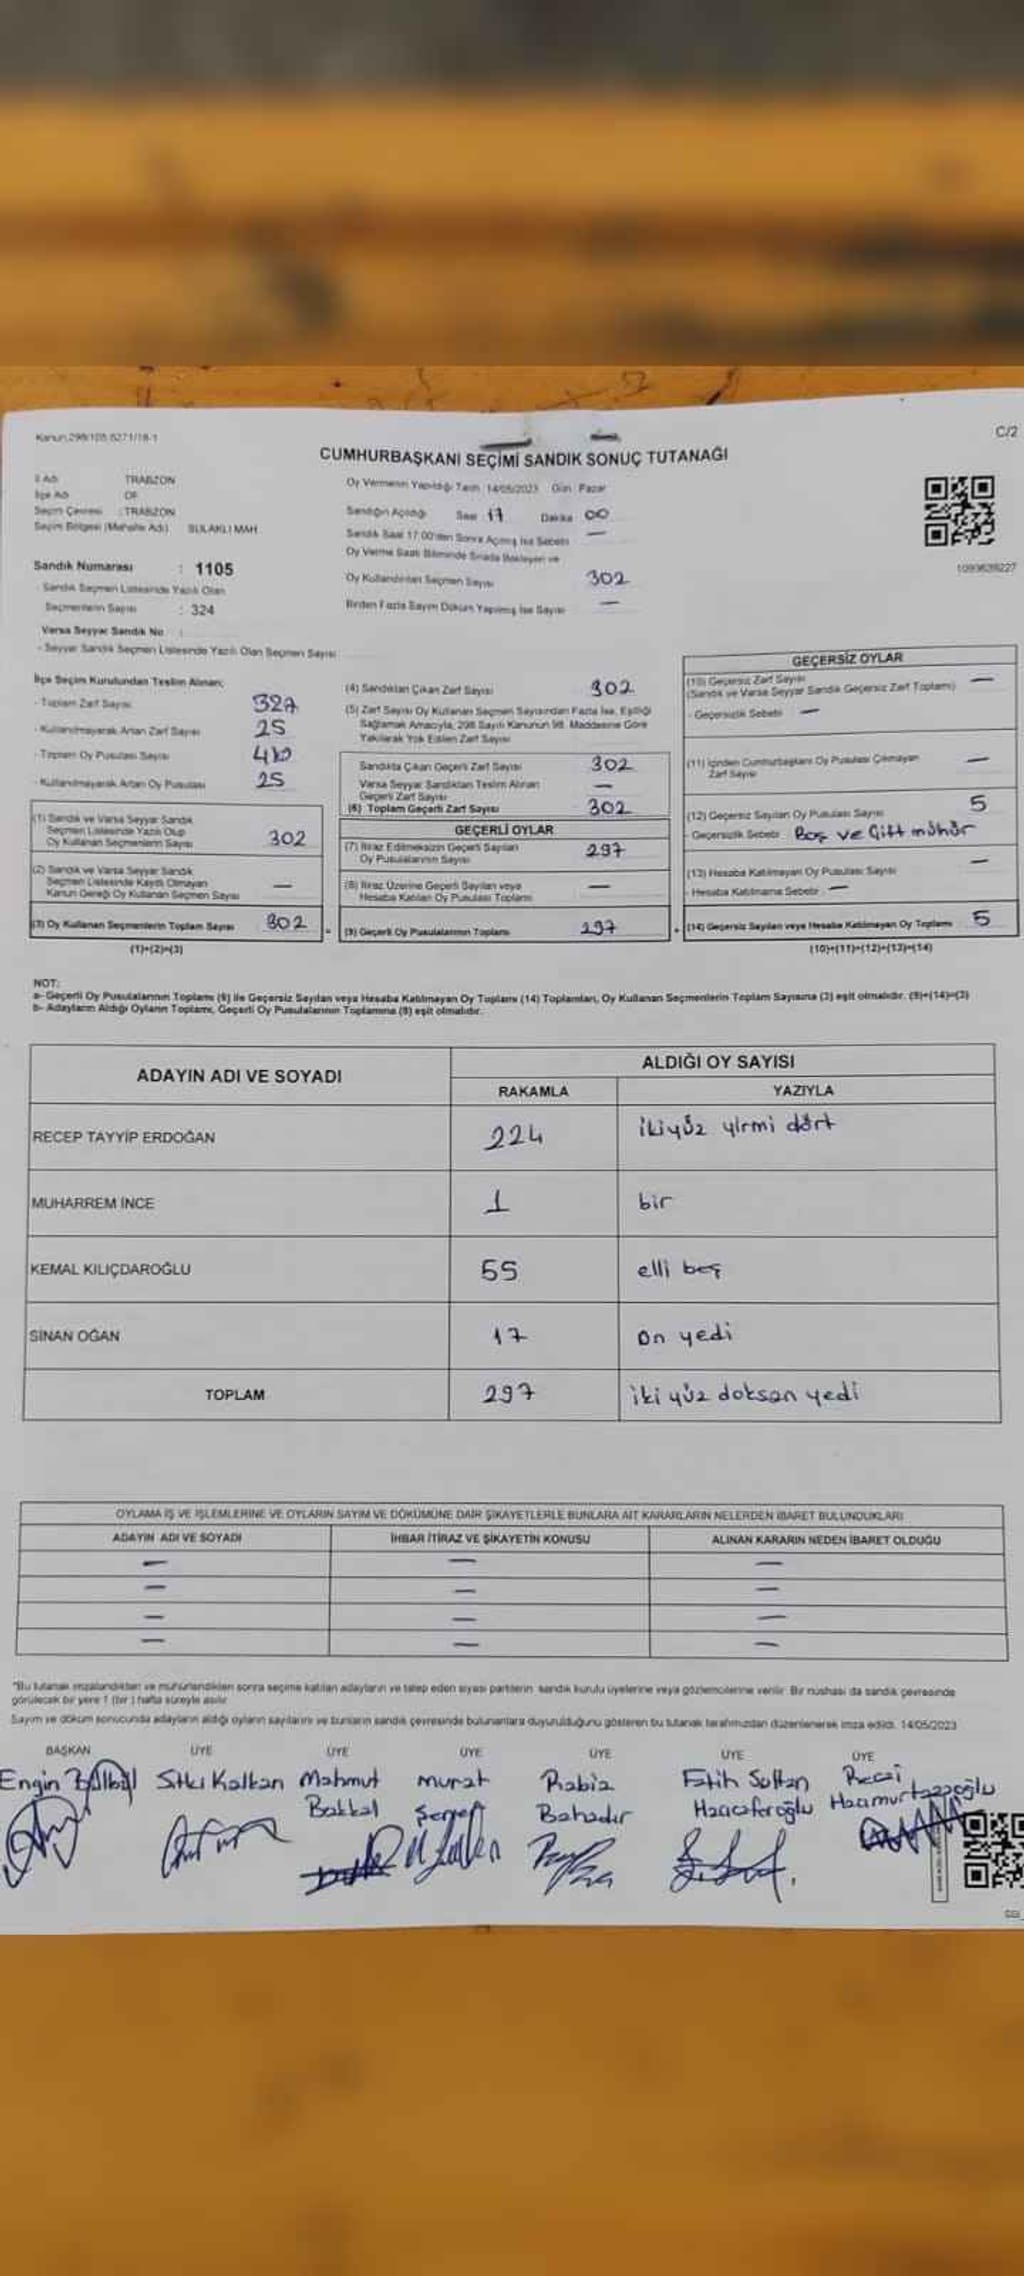 Kanun 298/105 6271/18-1
C/2
CUMHURBAŞKANI SEÇİMİ SANDIK SONUÇ TUTANAĞI
İl Adı TRABZON
İlçe Adı OF
Seçim Çevresi : TRABZON
Seçim Bölgesi (Mahalle Adı) SULAKLI MAH
Sandık Numarası : 1105
- Sandık Seçmen Listesinde Yazılı Olan
Seçmenlerin Sayısı : 324
Varsa Seyyar Sandık No :
- Seyyar Sandık Seçmen Listesinde Yazılı Olan Seçmen Sayısı
Oy Vermenin Yapıldığı Tarih 14/05/2023 Gün Pazar
Sandığın Açıldığı Saat 17 Dakika 00
Sandık Saat 17:00'den Sonra Açılmış İse Sebebi —
Oy Verme Saati Bitiminde Sırada Bekleyen ve
Oy Kullandırılan Seçmen Sayısı 302
Birden Fazla Sayım Döküm Yapılmış İse Sayısı —
İlçe Seçim Kurulundan Teslim Alınan;
- Toplam Zarf Sayısı 327
- Kullanılmayarak Artan Zarf Sayısı 25
- Toplam Oy Pusulası Sayısı
- Kullanılmayarak Artan Oy Pusulası 25
(1) Sandık ve Varsa Seyyar Sandık
Seçmen Listesinde Yazılı Olup
Oy Kullanan Seçmenlerin Sayısı 302
(2) Sandık ve Varsa Seyyar Sandık
Seçmen Listesinde Kayıtlı Olmayan
Kanun Gereği Oy Kullanan Seçmen Sayısı —
(3) Oy Kullanan Seçmenlerin Toplam Sayısı 302
(1)+(2)=(3)
(4) Sandıktan Çıkan Zarf Sayısı 302
(5) Zarf Sayısı Oy Kullanan Seçmen Sayısından Fazla İse, Eşitliği
Sağlamak Amacıyla, 298 Sayılı Kanunun 98. Maddesine Göre
Yakılarak Yok Edilen Zarf Sayısı
Sandıkta Çıkan Geçerli Zarf Sayısı 302
Varsa Seyyar Sandıktan Teslim Alınan
Geçerli Zarf Sayısı —
(6) Toplam Geçerli Zarf Sayısı 302
GEÇERLİ OYLAR
(7) İtiraz Edilmeksizin Geçerli Sayılan
Oy Pusulalarının Sayısı 297
(8) İtiraz Üzerine Geçerli Sayılan veya
Hesaba Katılan Oy Pusulası Toplamı —
(9) Geçerli Oy Pusulalarının Toplamı 297
GEÇERSİZ OYLAR
(10) Geçersiz Zarf Sayısı —
(Sandık ve Varsa Seyyar Sandık Geçersiz Zarf Toplamı)
- Geçersizlik Sebebi —
(11) İçinden Cumhurbaşkanı Oy Pusulası Çıkmayan
Zarf Sayısı —
(12) Geçersiz Sayılan Oy Pusulası Sayısı 5
- Geçersizlik Sebebi Boş ve Çift mühür
(13) Hesaba Katılmayan Oy Pusulası Sayısı —
- Hesaba Katılmama Sebebi —
(14) Geçersiz Sayılan veya Hesaba Katılmayan Oy Toplamı 5
(10)+(11)+(12)+(13)=(14)
NOT:
a- Geçerli Oy Pusulalarının Toplamı (9) ile Geçersiz Sayılan veya Hesaba Katılmayan Oy Toplamı (14) Toplamları, Oy Kullanan Seçmenlerin Toplam Sayısına (3) eşit olmalıdır. (9)+(14)=(3)
b- Adayların Aldığı Oyların Toplamı, Geçerli Oy Pusulalarının Toplamına (9) eşit olmalıdır.
ADAYIN ADI VE SOYADI
ALDIĞI OY SAYISI
RAKAMLA YAZIYLA
RECEP TAYYİP ERDOĞAN 224 ikiyüz yirmi dört
MUHARREM İNCE 1 bir
KEMAL KILIÇDAROĞLU 55 elli beş
SİNAN OĞAN 17 on yedi
TOPLAM 297 iki yüz doksan yedi
OYLAMA İŞ VE İŞLEMLERİNE VE OYLARIN SAYIM VE DÖKÜMÜNE DAİR ŞİKAYETLERLE BUNLARA AİT KARARLARIN NELERDEN İBARET BULUNDUKLARI
ADAYIN ADI VE SOYADI İHBAR İTİRAZ VE ŞİKAYETİN KONUSU ALINAN KARARIN NEDEN İBARET OLDUĞU
— — —
— — —
— — —
— — —
"Bu tutanak imzalandıktan ve mühürlendikten sonra seçime katılan adayların ve talep eden siyasi partilerin sandık kurulu üyelerine veya gözlemcilerine verilir. Bir nüshası da sandık çevresinde
görülecek bir yere 1 (bir) hafta süreyle asılır
Sayım ve döküm sonucunda adayların aldığı oyların sayılarını ve bunların sandık çevresinde bulunanlara duyurulduğunu gösteren bu tutanak tarafımızdan düzenlenerek imza edildi. 14/05/2023
BAŞKAN ÜYE ÜYE ÜYE ÜYE ÜYE ÜYE
Engin Bülbül Sıtkı Kalkan Mahmut Murat Rabia Fatih Sultan Recai
Bakkal Bahadır Hacaferoğlu Hacımurtazaoğlu